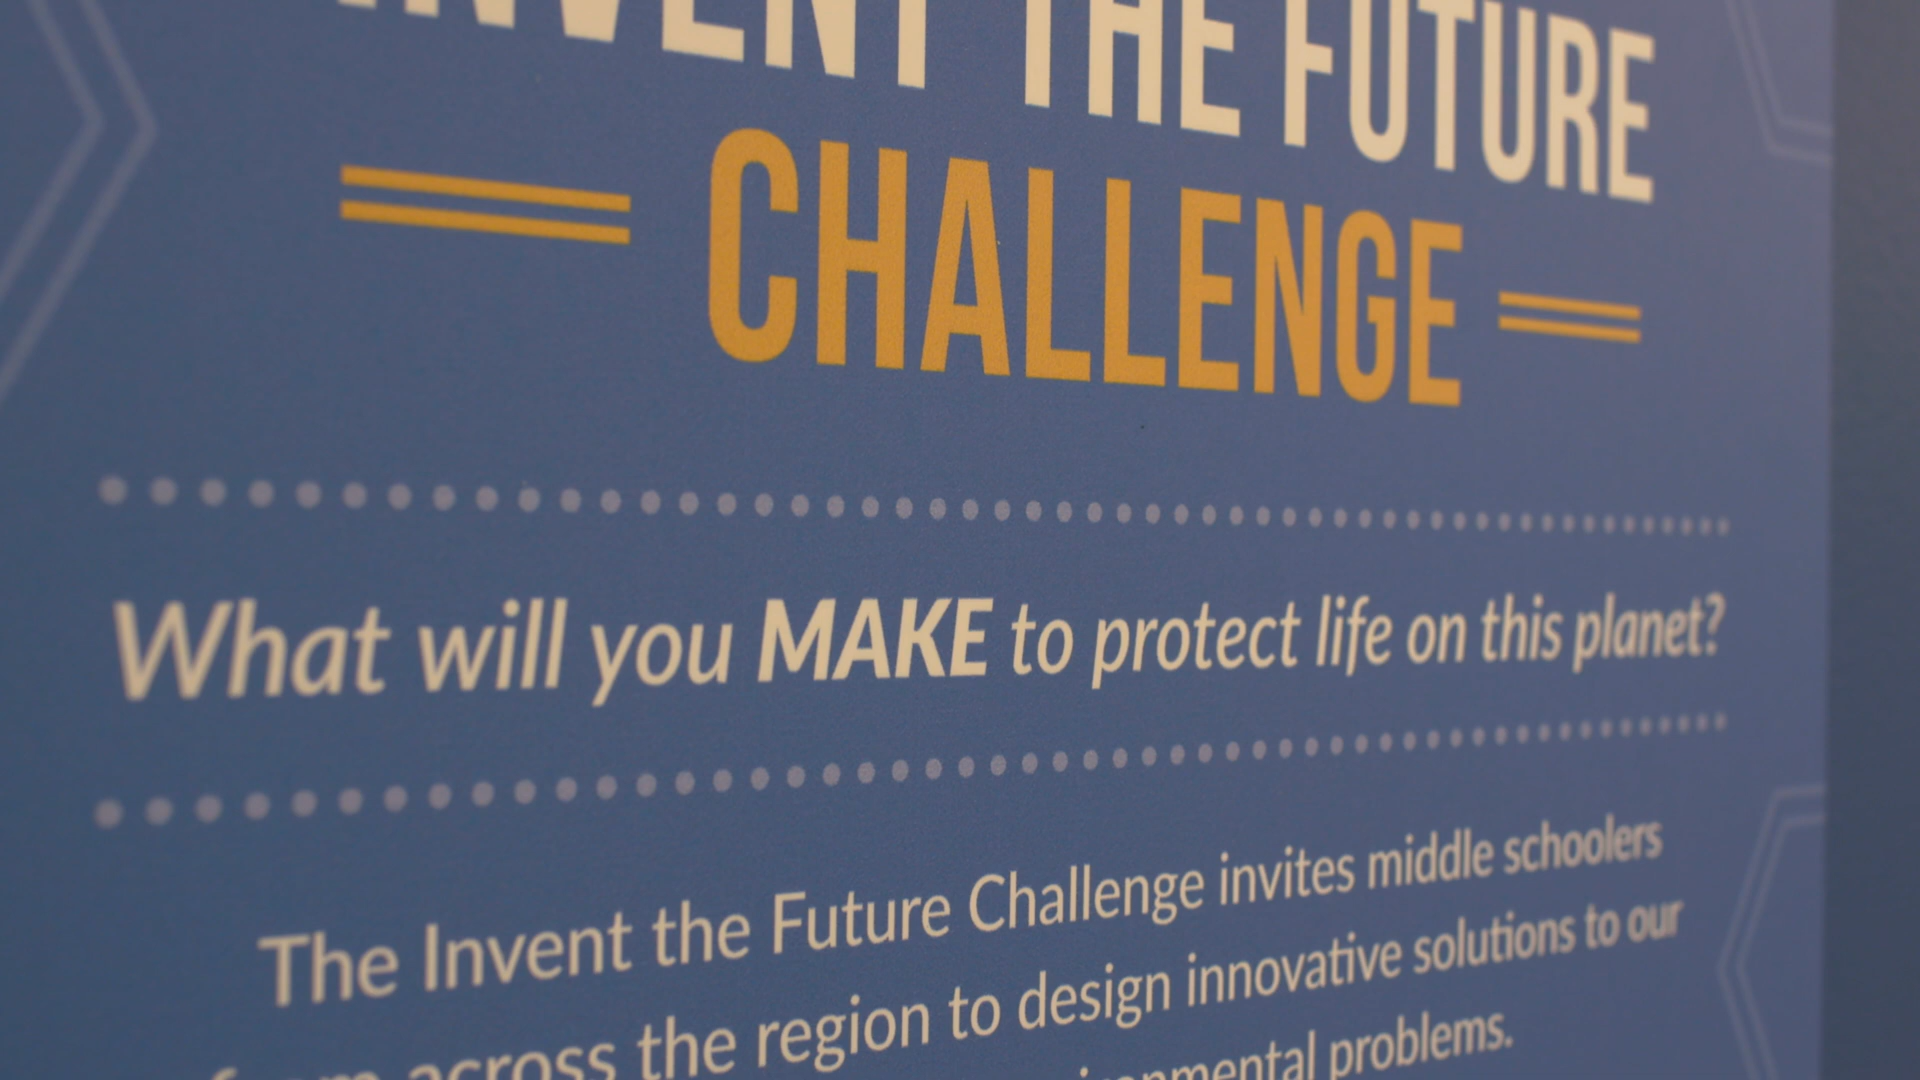 INVENT THE FUTURE
CHALLENGE
What will you MAKE to protect life on this planet?
The Invent the Future Challenge invites middle schoolers
from across the region to design innovative solutions to our
problems.